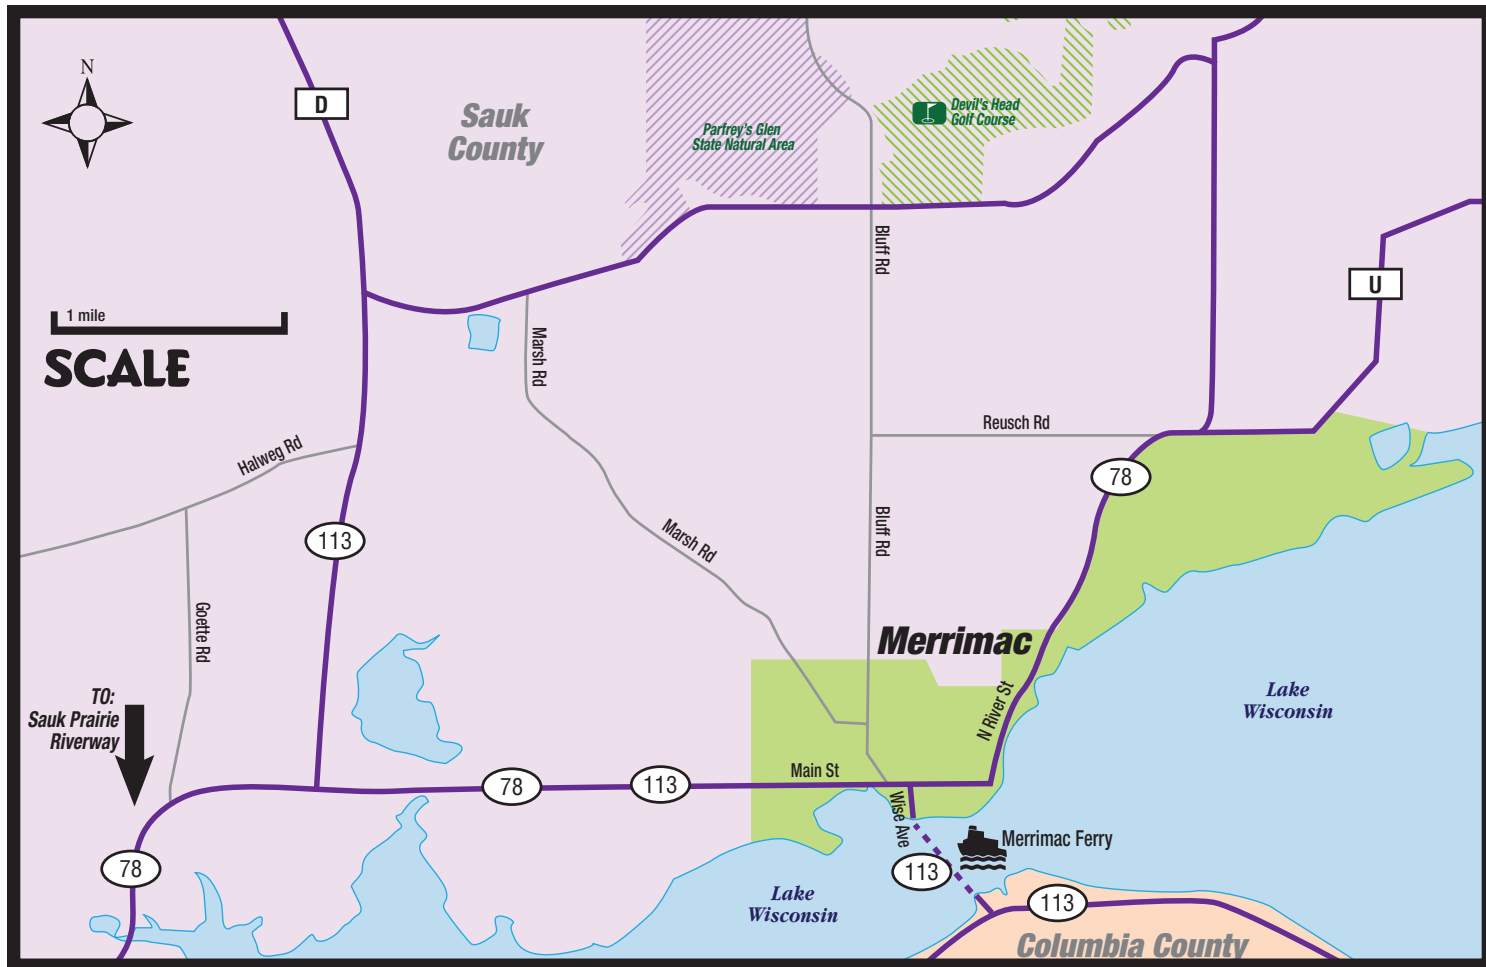 N
D
Sauk
County
Parfrey's Glen
State Natural Area
Devil's Head
Golf Course
Bluff Rd
U
1 mile
SCALE
Marsh Rd
Reusch Rd
Halweg Rd
78
113
Marsh Rd
Bluff Rd
Goette Rd
Merrimac
TO:
Sauk Prairie
Riverway
N River St
Lake
Wisconsin
Main St
78
113
Wise Ave
Merrimac Ferry
78
113
Lake
Wisconsin
113
Columbia County